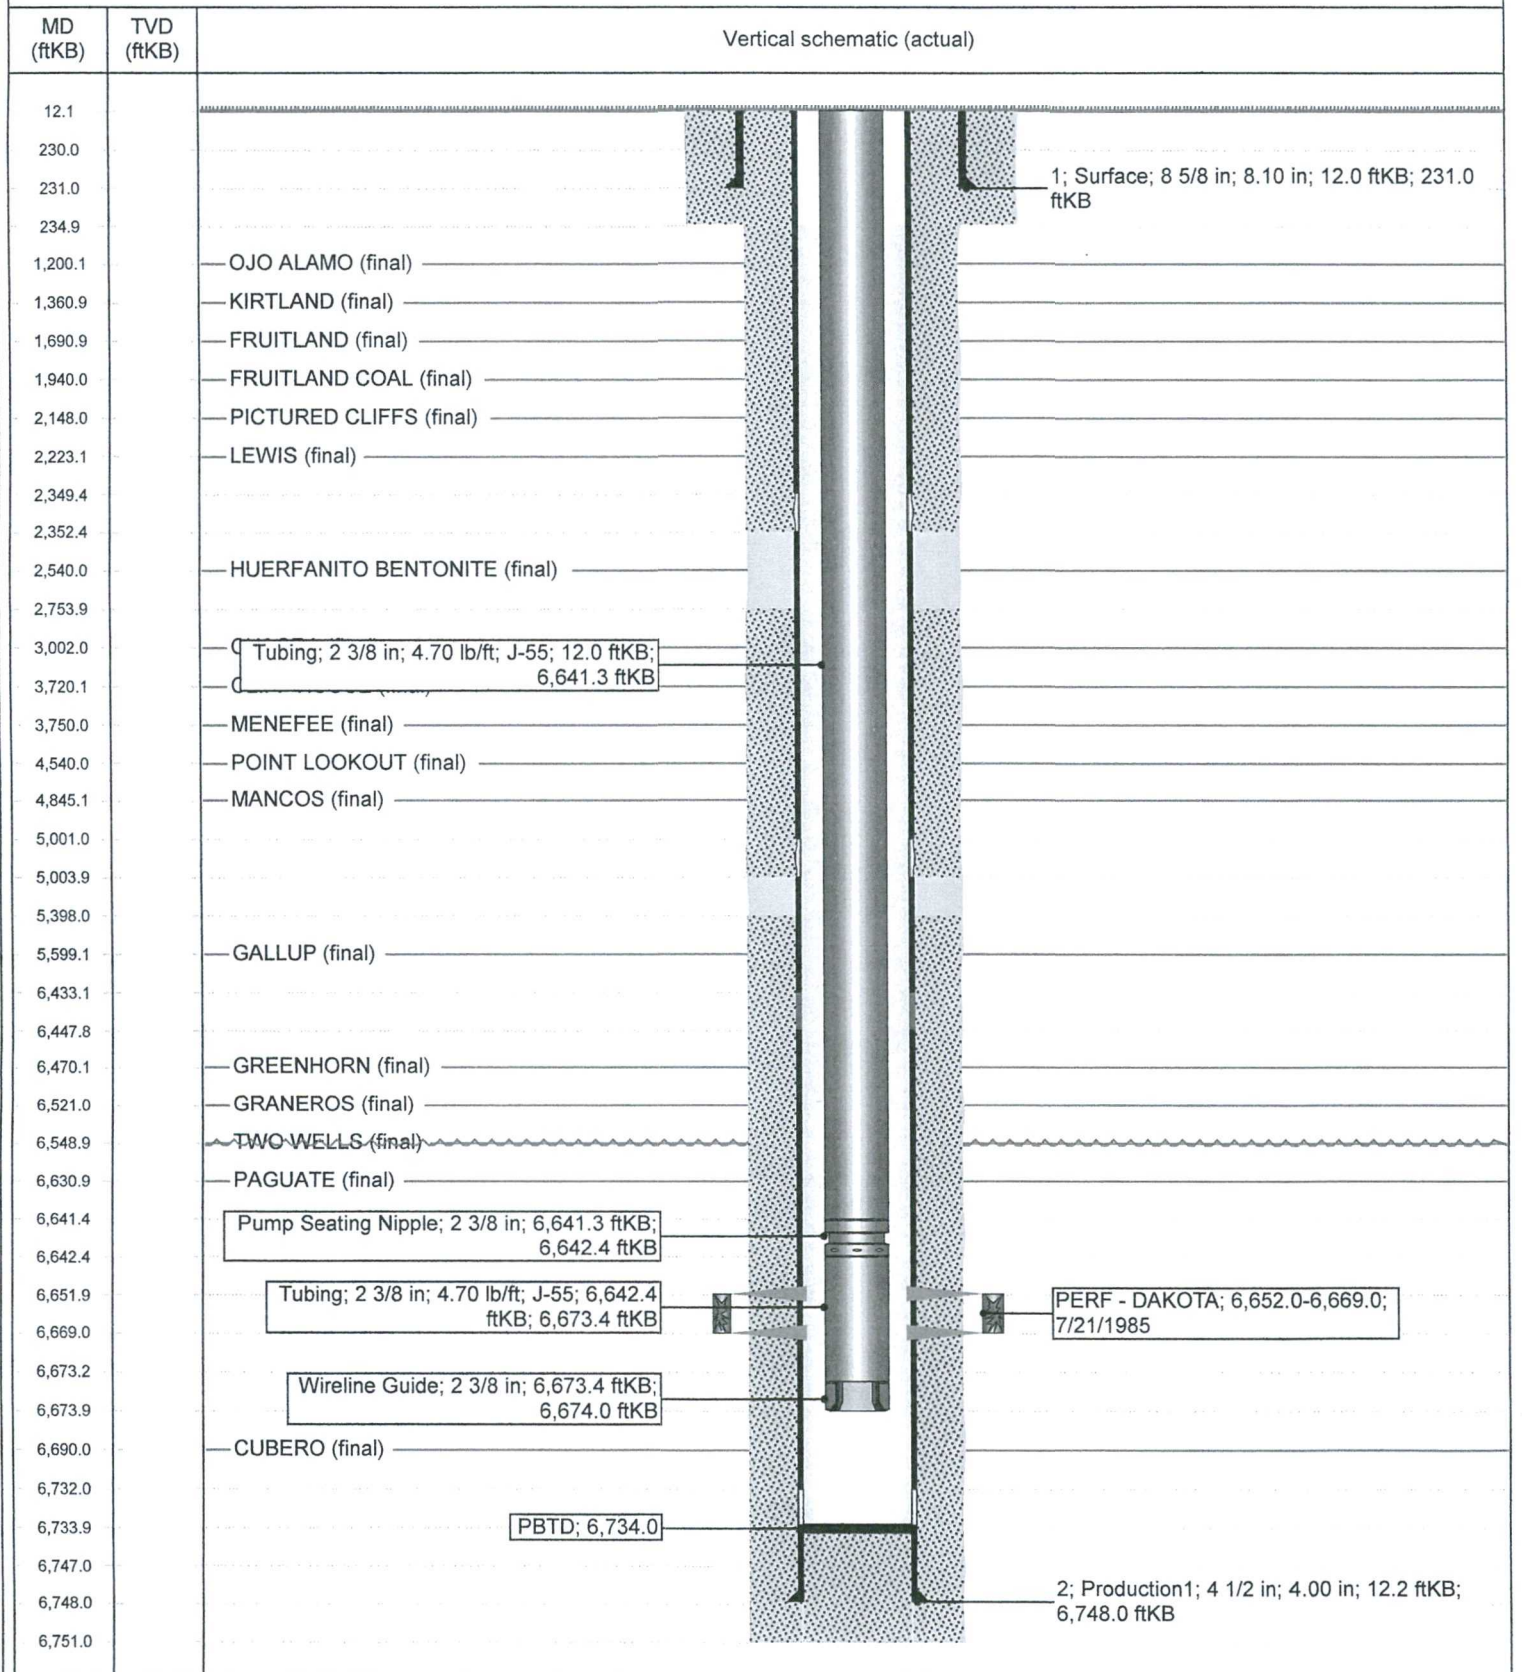 MD
(ftKB)
TVD
(ftKB)
Vertical schematic (actual)
12.1
230.0
1; Surface; 8 5/8 in; 8.10 in; 12.0 ftKB; 231.0
ftKB
231.0
234.9
1,200.1
OJO ALAMO (final)
1,360.9
KIRTLAND (final)
1,690.9
FRUITLAND (final)
1,940.0
FRUITLAND COAL (final)
2,148.0
PICTURED CLIFFS (final)
2,223.1
LEWIS (final)
2,349.4
2,352.4
2,540.0
HUERFANITO BENTONITE (final)
2,753.9
3,002.0
Tubing; 2 3/8 in; 4.70 lb/ft; J-55; 12.0 ftKB;
6,641.3 ftKB
3,720.1
3,750.0
MENEFEE (final)
4,540.0
POINT LOOKOUT (final)
4,845.1
MANCOS (final)
5,001.0
5,003.9
5,398.0
5,599.1
GALLUP (final)
6,433.1
6,447.8
6,470.1
GREENHORN (final)
6,521.0
GRANEROS (final)
6,548.9
TWO WELLS (final)
6,630.9
PAGUATE (final)
6,641.4
Pump Seating Nipple; 2 3/8 in; 6,641.3 ftKB;
6,642.4 ftKB
6,642.4
6,651.9
Tubing; 2 3/8 in; 4.70 lb/ft; J-55; 6,642.4
ftKB; 6,673.4 ftKB
PERF - DAKOTA; 6,652.0-6,669.0;
7/21/1985
6,669.0
6,673.2
Wireline Guide; 2 3/8 in; 6,673.4 ftKB;
6,674.0 ftKB
6,673.9
6,690.0
CUBERO (final)
6,732.0
6,733.9
PBTD; 6,734.0
6,747.0
6,748.0
2; Production1; 4 1/2 in; 4.00 in; 12.2 ftKB;
6,748.0 ftKB
6,751.0